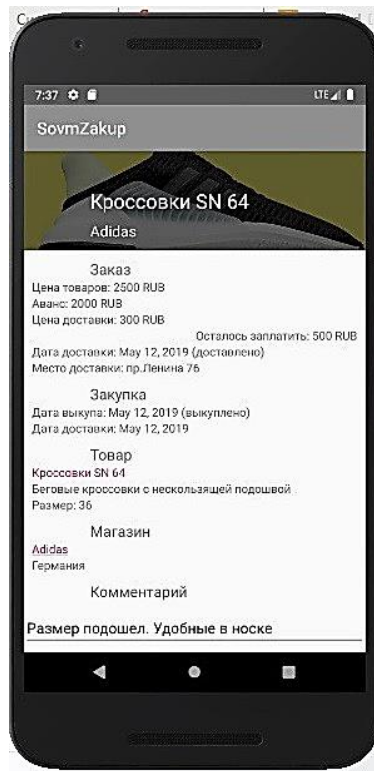 7:37
LTE
SovmZakup
Кроссовки SN 64
Adidas
Заказ
Цена товаров: 2500 RUB
Аванс: 2000 RUB
Цена доставки: 300 RUB
Осталось заплатить: 500 RUB
Дата доставки: May 12, 2019 (доставлено)
Место доставки: пр.Ленина 76
Закупка
Дата выкупа: May 12, 2019 (выкуплено)
Дата доставки: May 12, 2019
Товар
Кроссовки SN 64
Беговые кроссовки с нескользящей подошвой
Размер: 36
Магазин
Adidas
Германия
Комментарий
Размер подошел. Удобные в носке